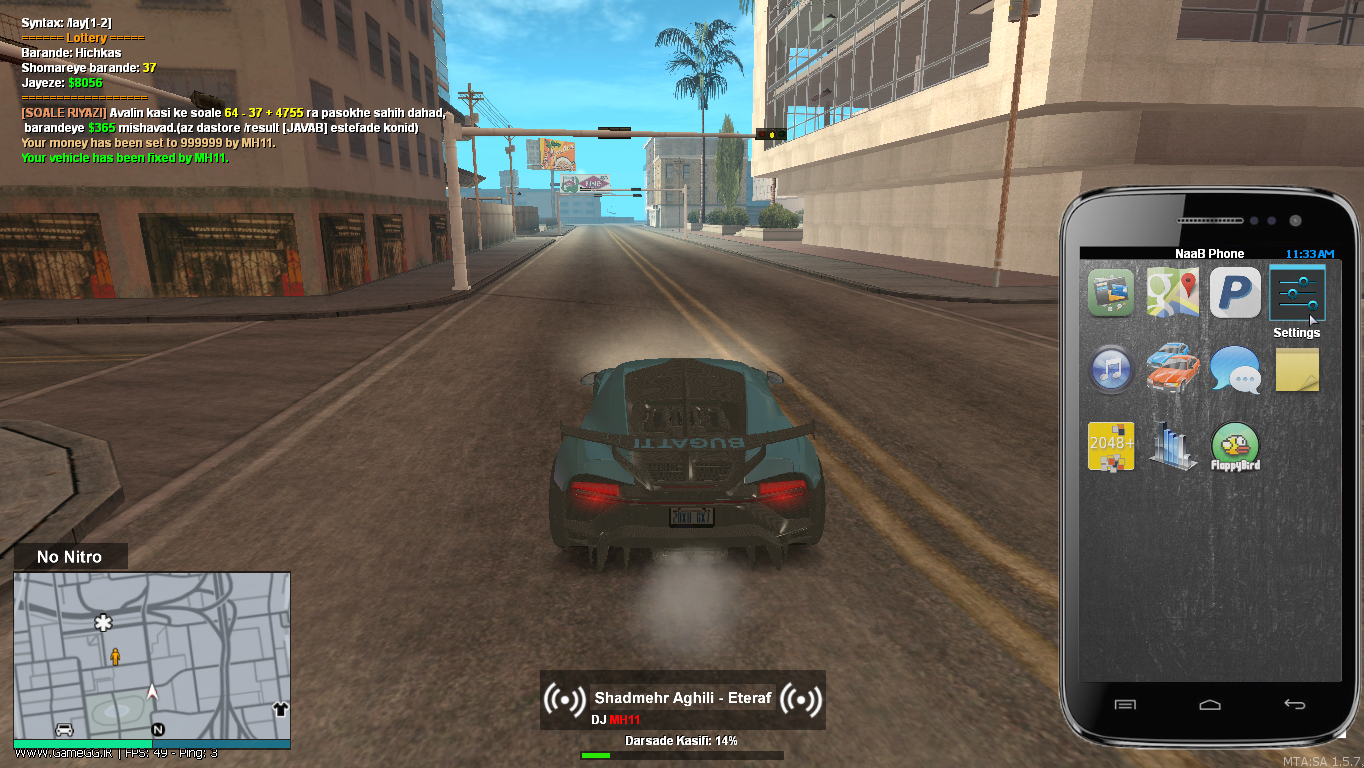 Syntax: /lay[1-2]
====== Lottery =====
Barande: Hichkas
Shomareye barande: 37
Jayeze: $8056
==================
[SOALE RIYAZI] Avalin kasi ke soale 64 - 37 + 4755 ra pasokhe sahih dahad,
barandeye $365 mishavad.(az dastore /result [JAVAB] estefade konid)
Your money has been set to 999999 by MH11.
Your vehicle has been fixed by MH11.
NaaB Phone 11:33AM
P
Settings
2048+
FlappyBird
BUGATTI
No Nitro
N
Shadmehr Aghili - Eteraf
DJ MH11
Darsade Kasifi: 14%
WwW.GameGG.IR | FPS: 49 - Ping: 3
MTA:SA 1.5.7